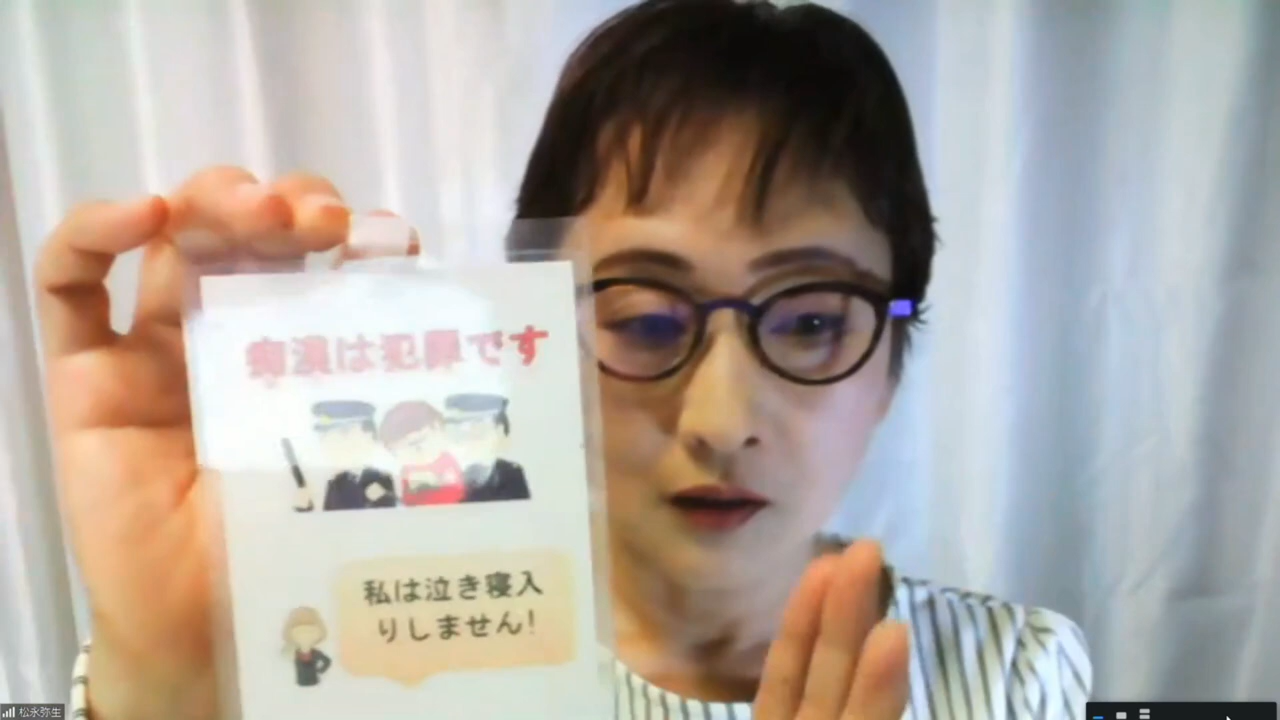 痴漢は犯罪です
私は泣き寝入
りしません!
松永弥生